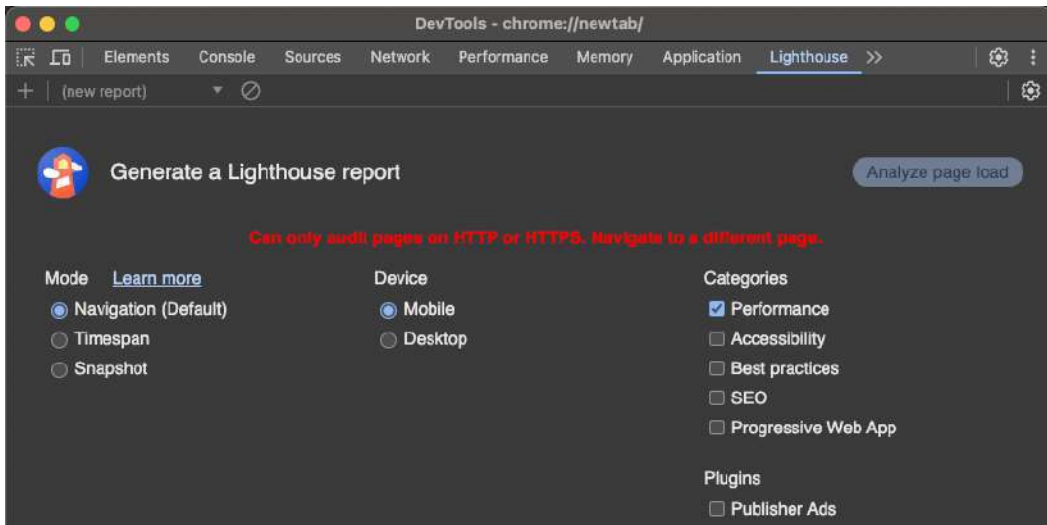 DevTools - chrome://newtab/
Elements Console Sources Network Performance Memory Application Lighthouse >>
+ (new report)
Generate a Lighthouse report Analyze page load
Can only audit pages on HTTP or HTTPS. Navigate to a different page.
Mode Learn more Device Categories
Navigation (Default) Mobile Performance
Timespan Desktop Accessibility
Snapshot Best practices
SEO
Progressive Web App
Plugins
Publisher Ads